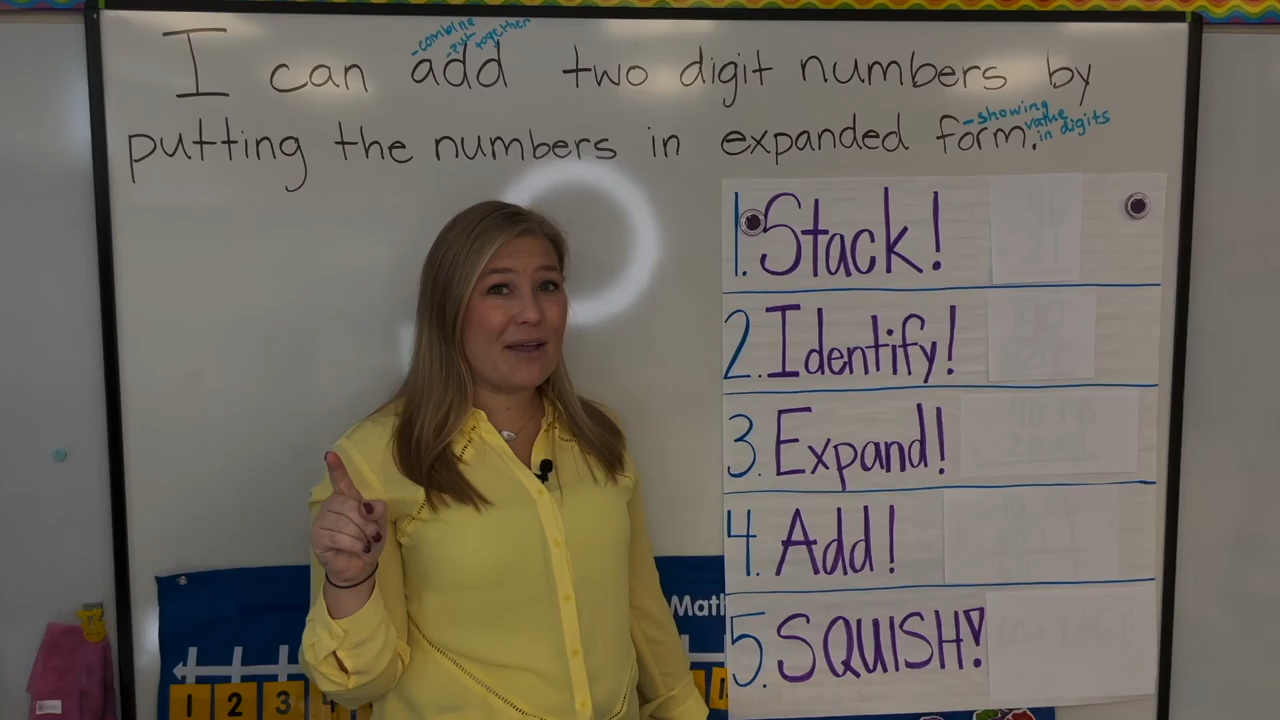 I can add two digit numbers by
-combine
-put together
putting the numbers in expanded form.
-showing
value
in digits
1. Stack!
2. Identify!
3. Expand!
4. Add!
5. SQUISH!
Math
1 2 3 4